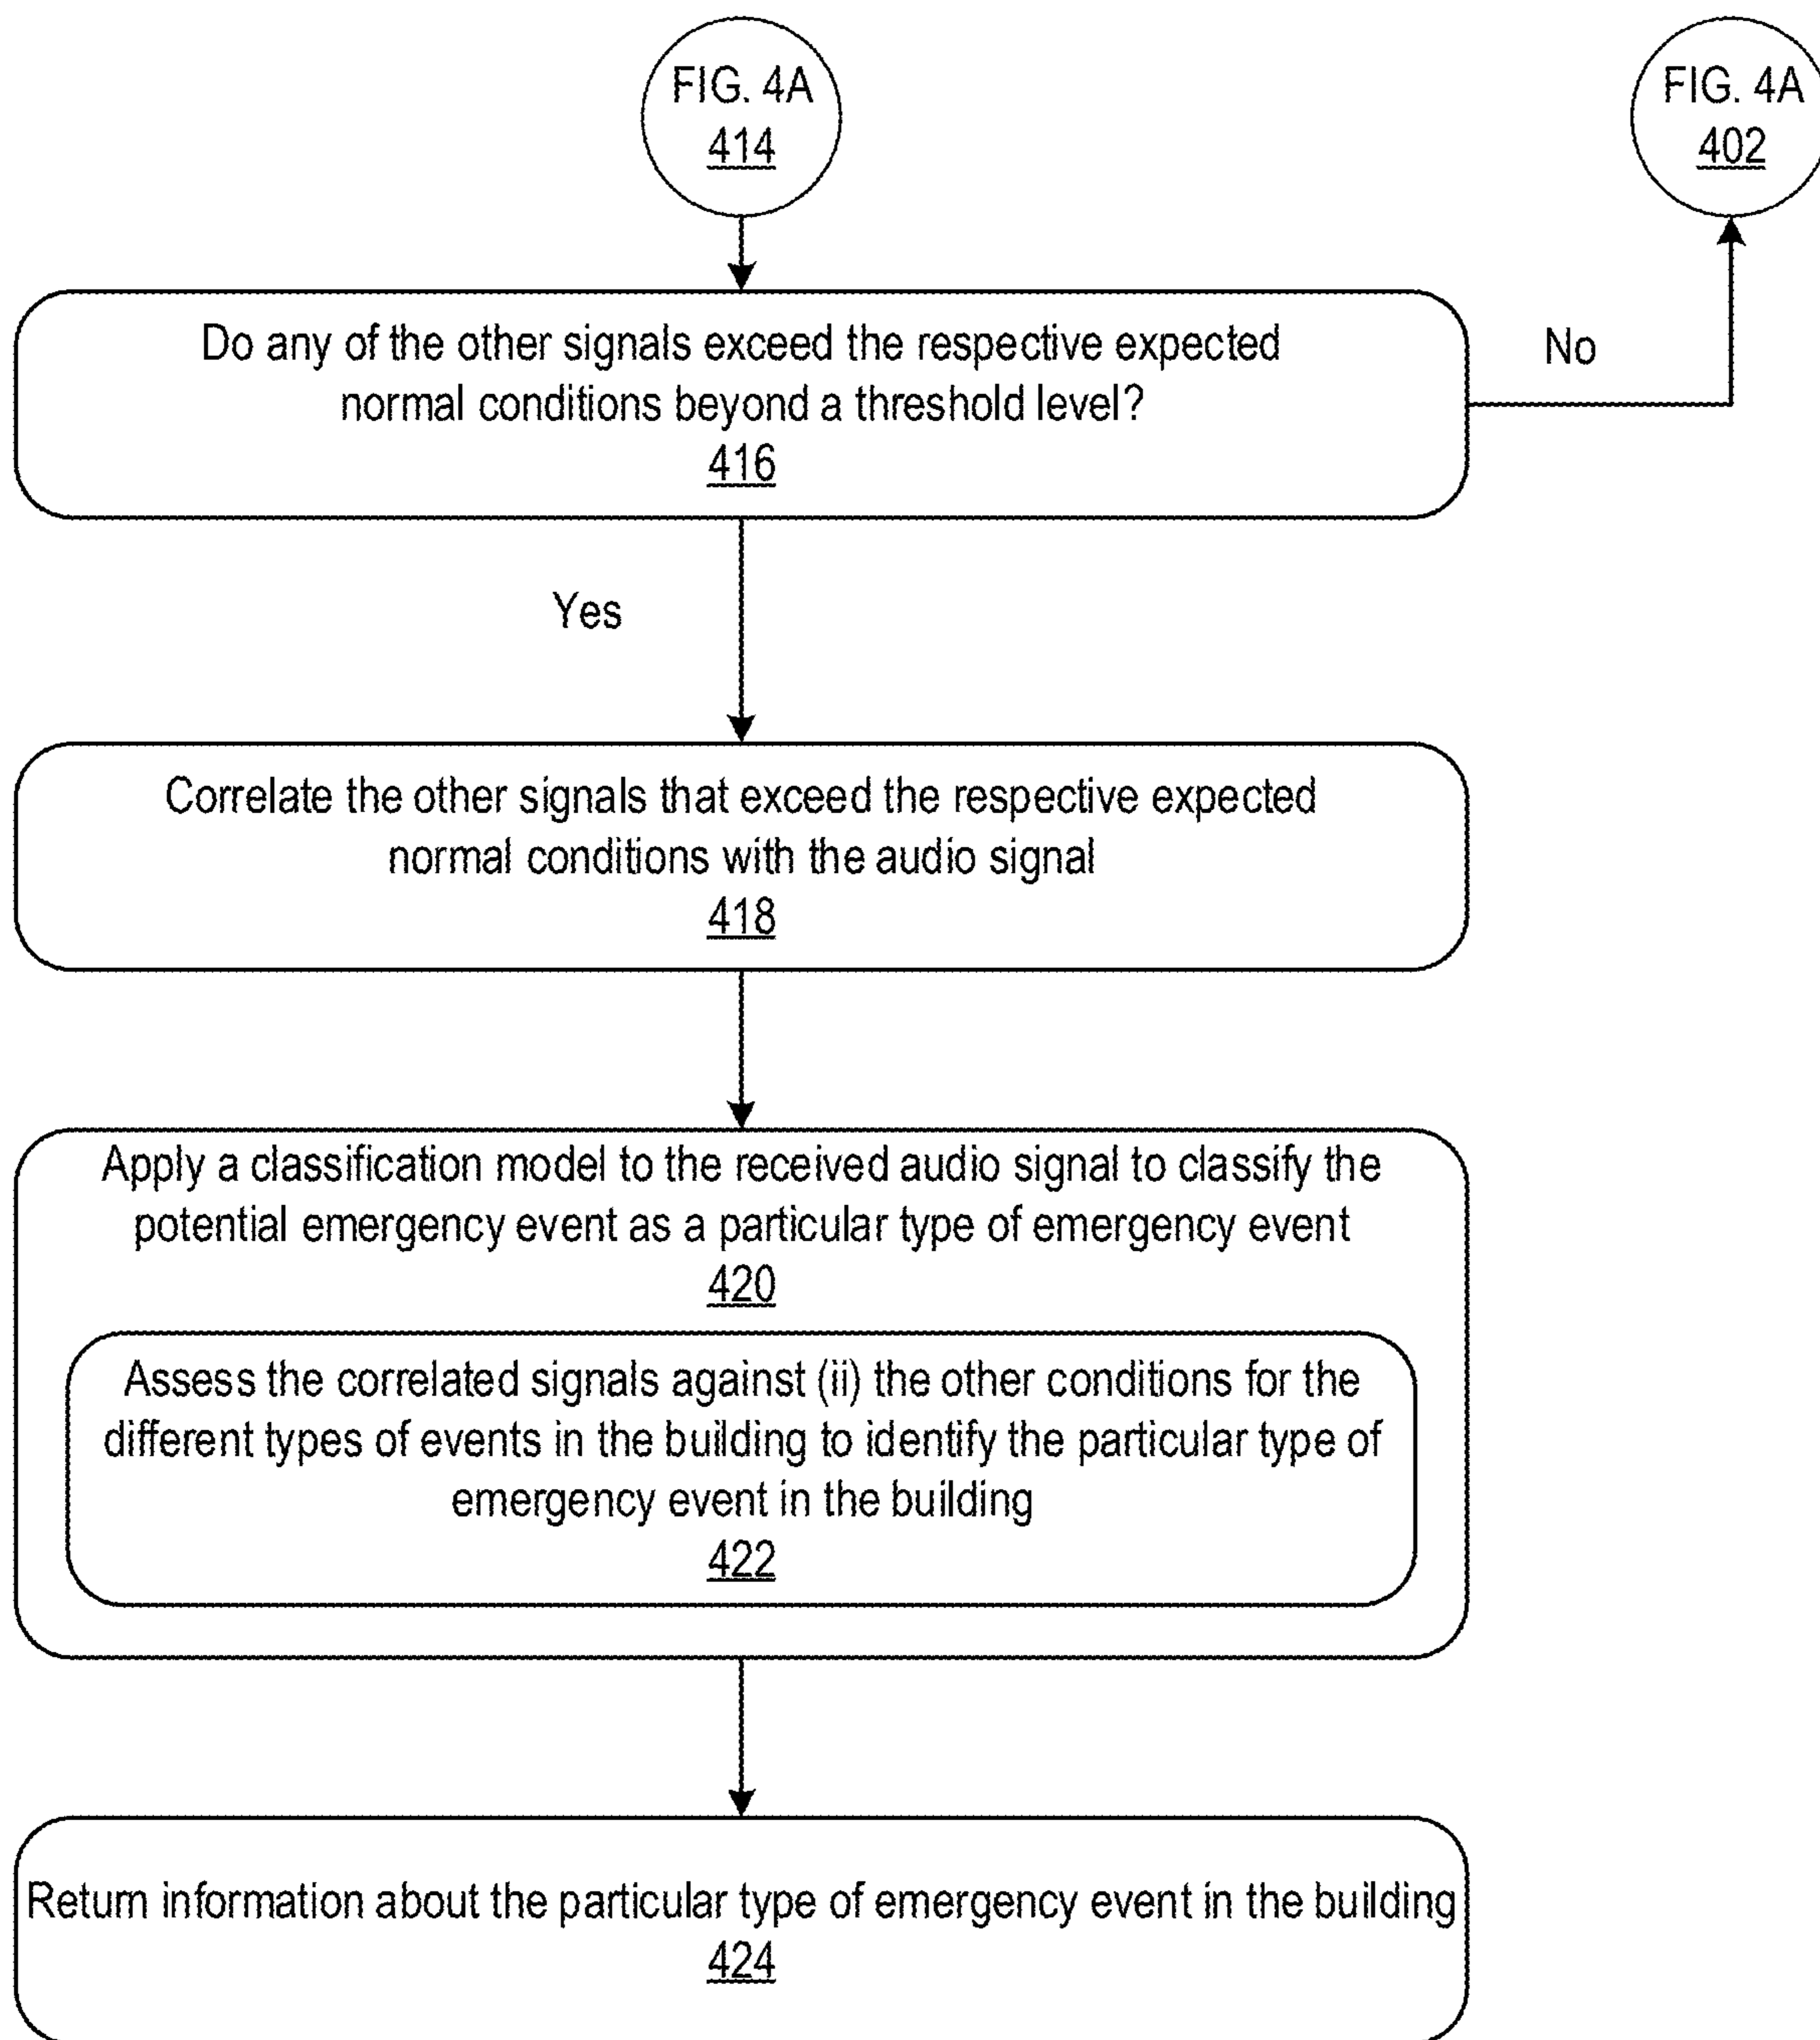 FIG. 4A
414
FIG. 4A
402
Do any of the other signals exceed the respective expected
normal conditions beyond a threshold level?
416
No
Yes
Correlate the other signals that exceed the respective expected
normal conditions with the audio signal
418
Apply a classification model to the received audio signal to classify the
potential emergency event as a particular type of emergency event
420
Assess the correlated signals against (ii) the other conditions for the
different types of events in the building to identify the particular type of
emergency event in the building
422
Return information about the particular type of emergency event in the building
424